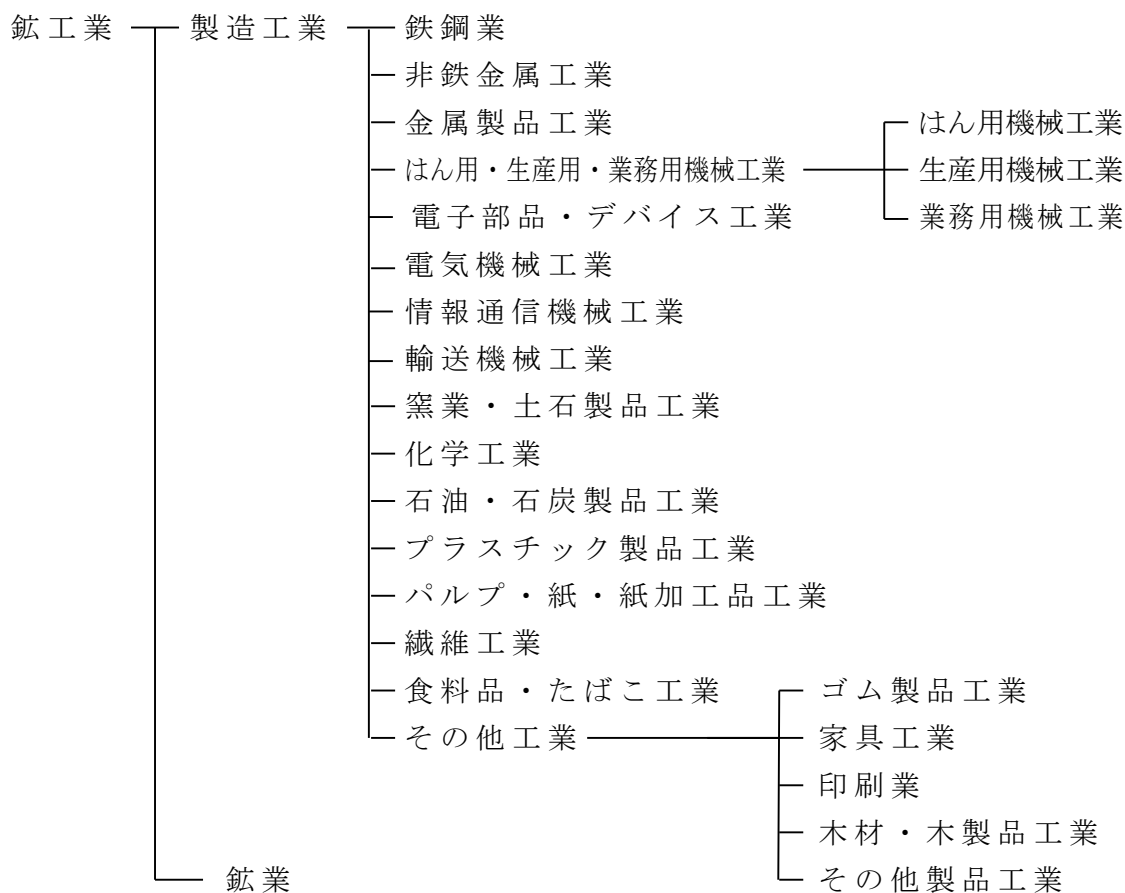 鉱工業 製造工業 鉄鋼業
非鉄金属工業
金属製品工業 はん用機械工業
はん用・生産用・業務用機械工業 生産用機械工業
電子部品・デバイス工業 業務用機械工業
電気機械工業
情報通信機械工業
輸送機械工業
窯業・土石製品工業
化学工業
石油・石炭製品工業
プラスチック製品工業
パルプ・紙・紙加工品工業
繊維工業
食料品・たばこ工業 ゴム製品工業
その他工業 家具工業
印刷業
木材・木製品工業
鉱業 その他製品工業